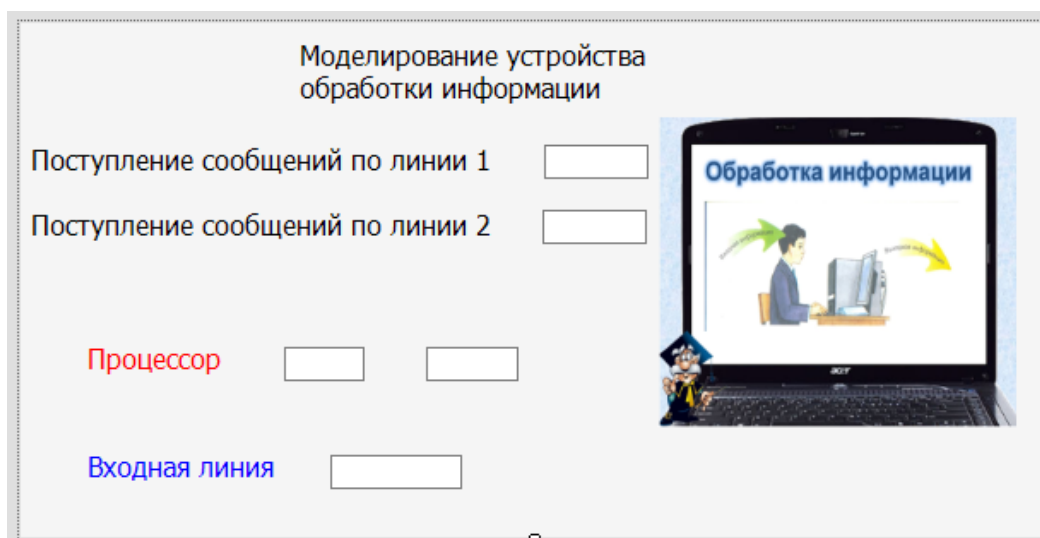 Моделирование устройства
обработки информации
Поступление сообщений по линии 1
Обработка информации
Поступление сообщений по линии 2
Процессор
acer
Входная линия